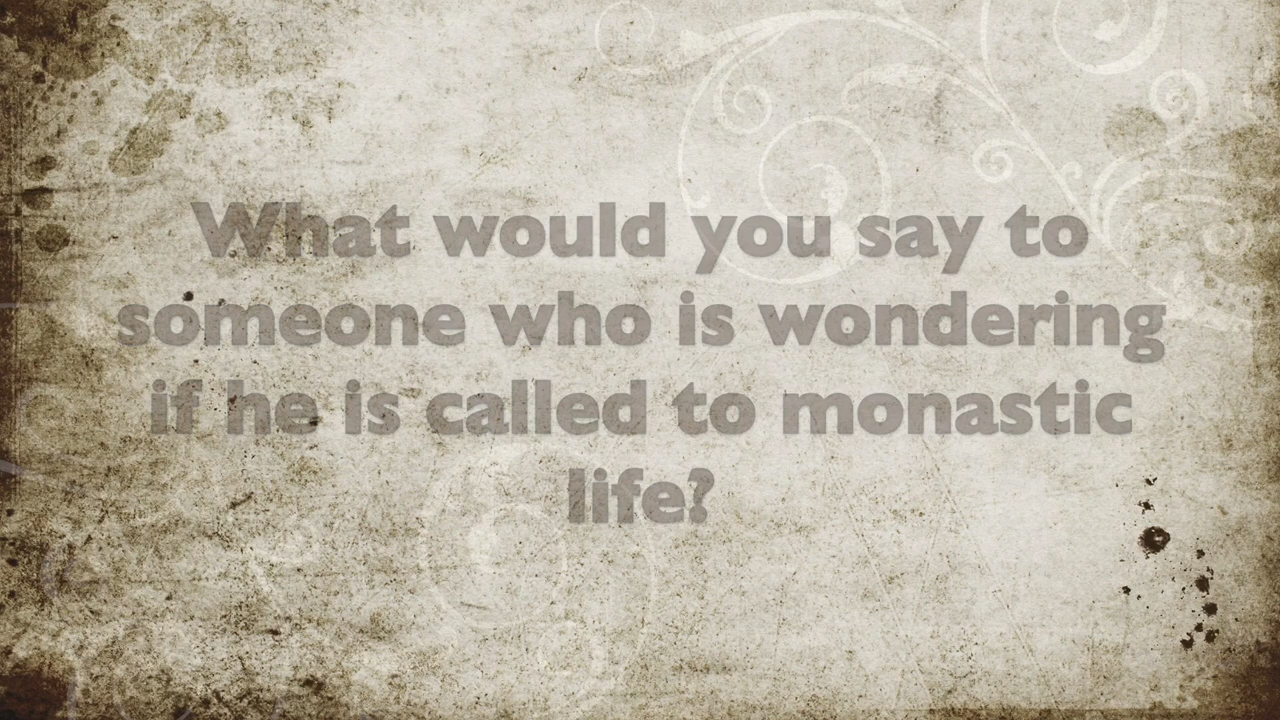 What would you say to
someone who is wondering
if he is called to monastic
life?